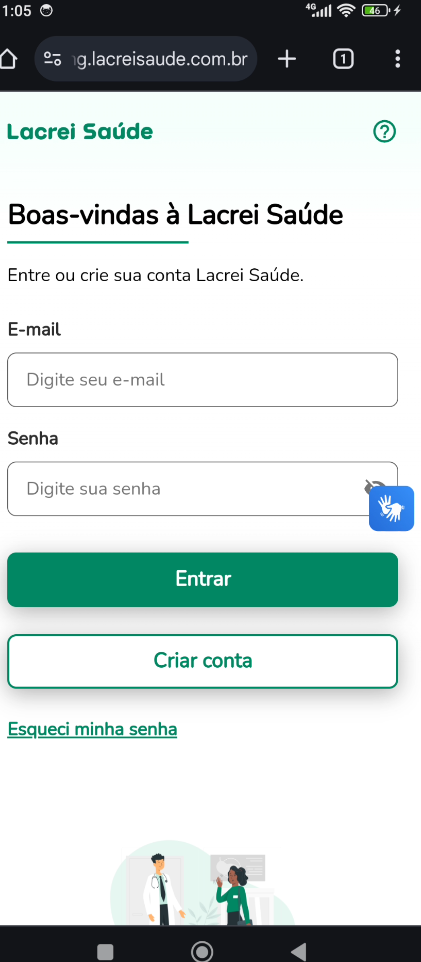 1:05
4G
46
ng.lacreisaude.com.br
1
Lacrei Saúde
Boas-vindas à Lacrei Saúde
Entre ou crie sua conta Lacrei Saúde.
E-mail
Digite seu e-mail
Senha
Digite sua senha
Entrar
Criar conta
Esqueci minha senha